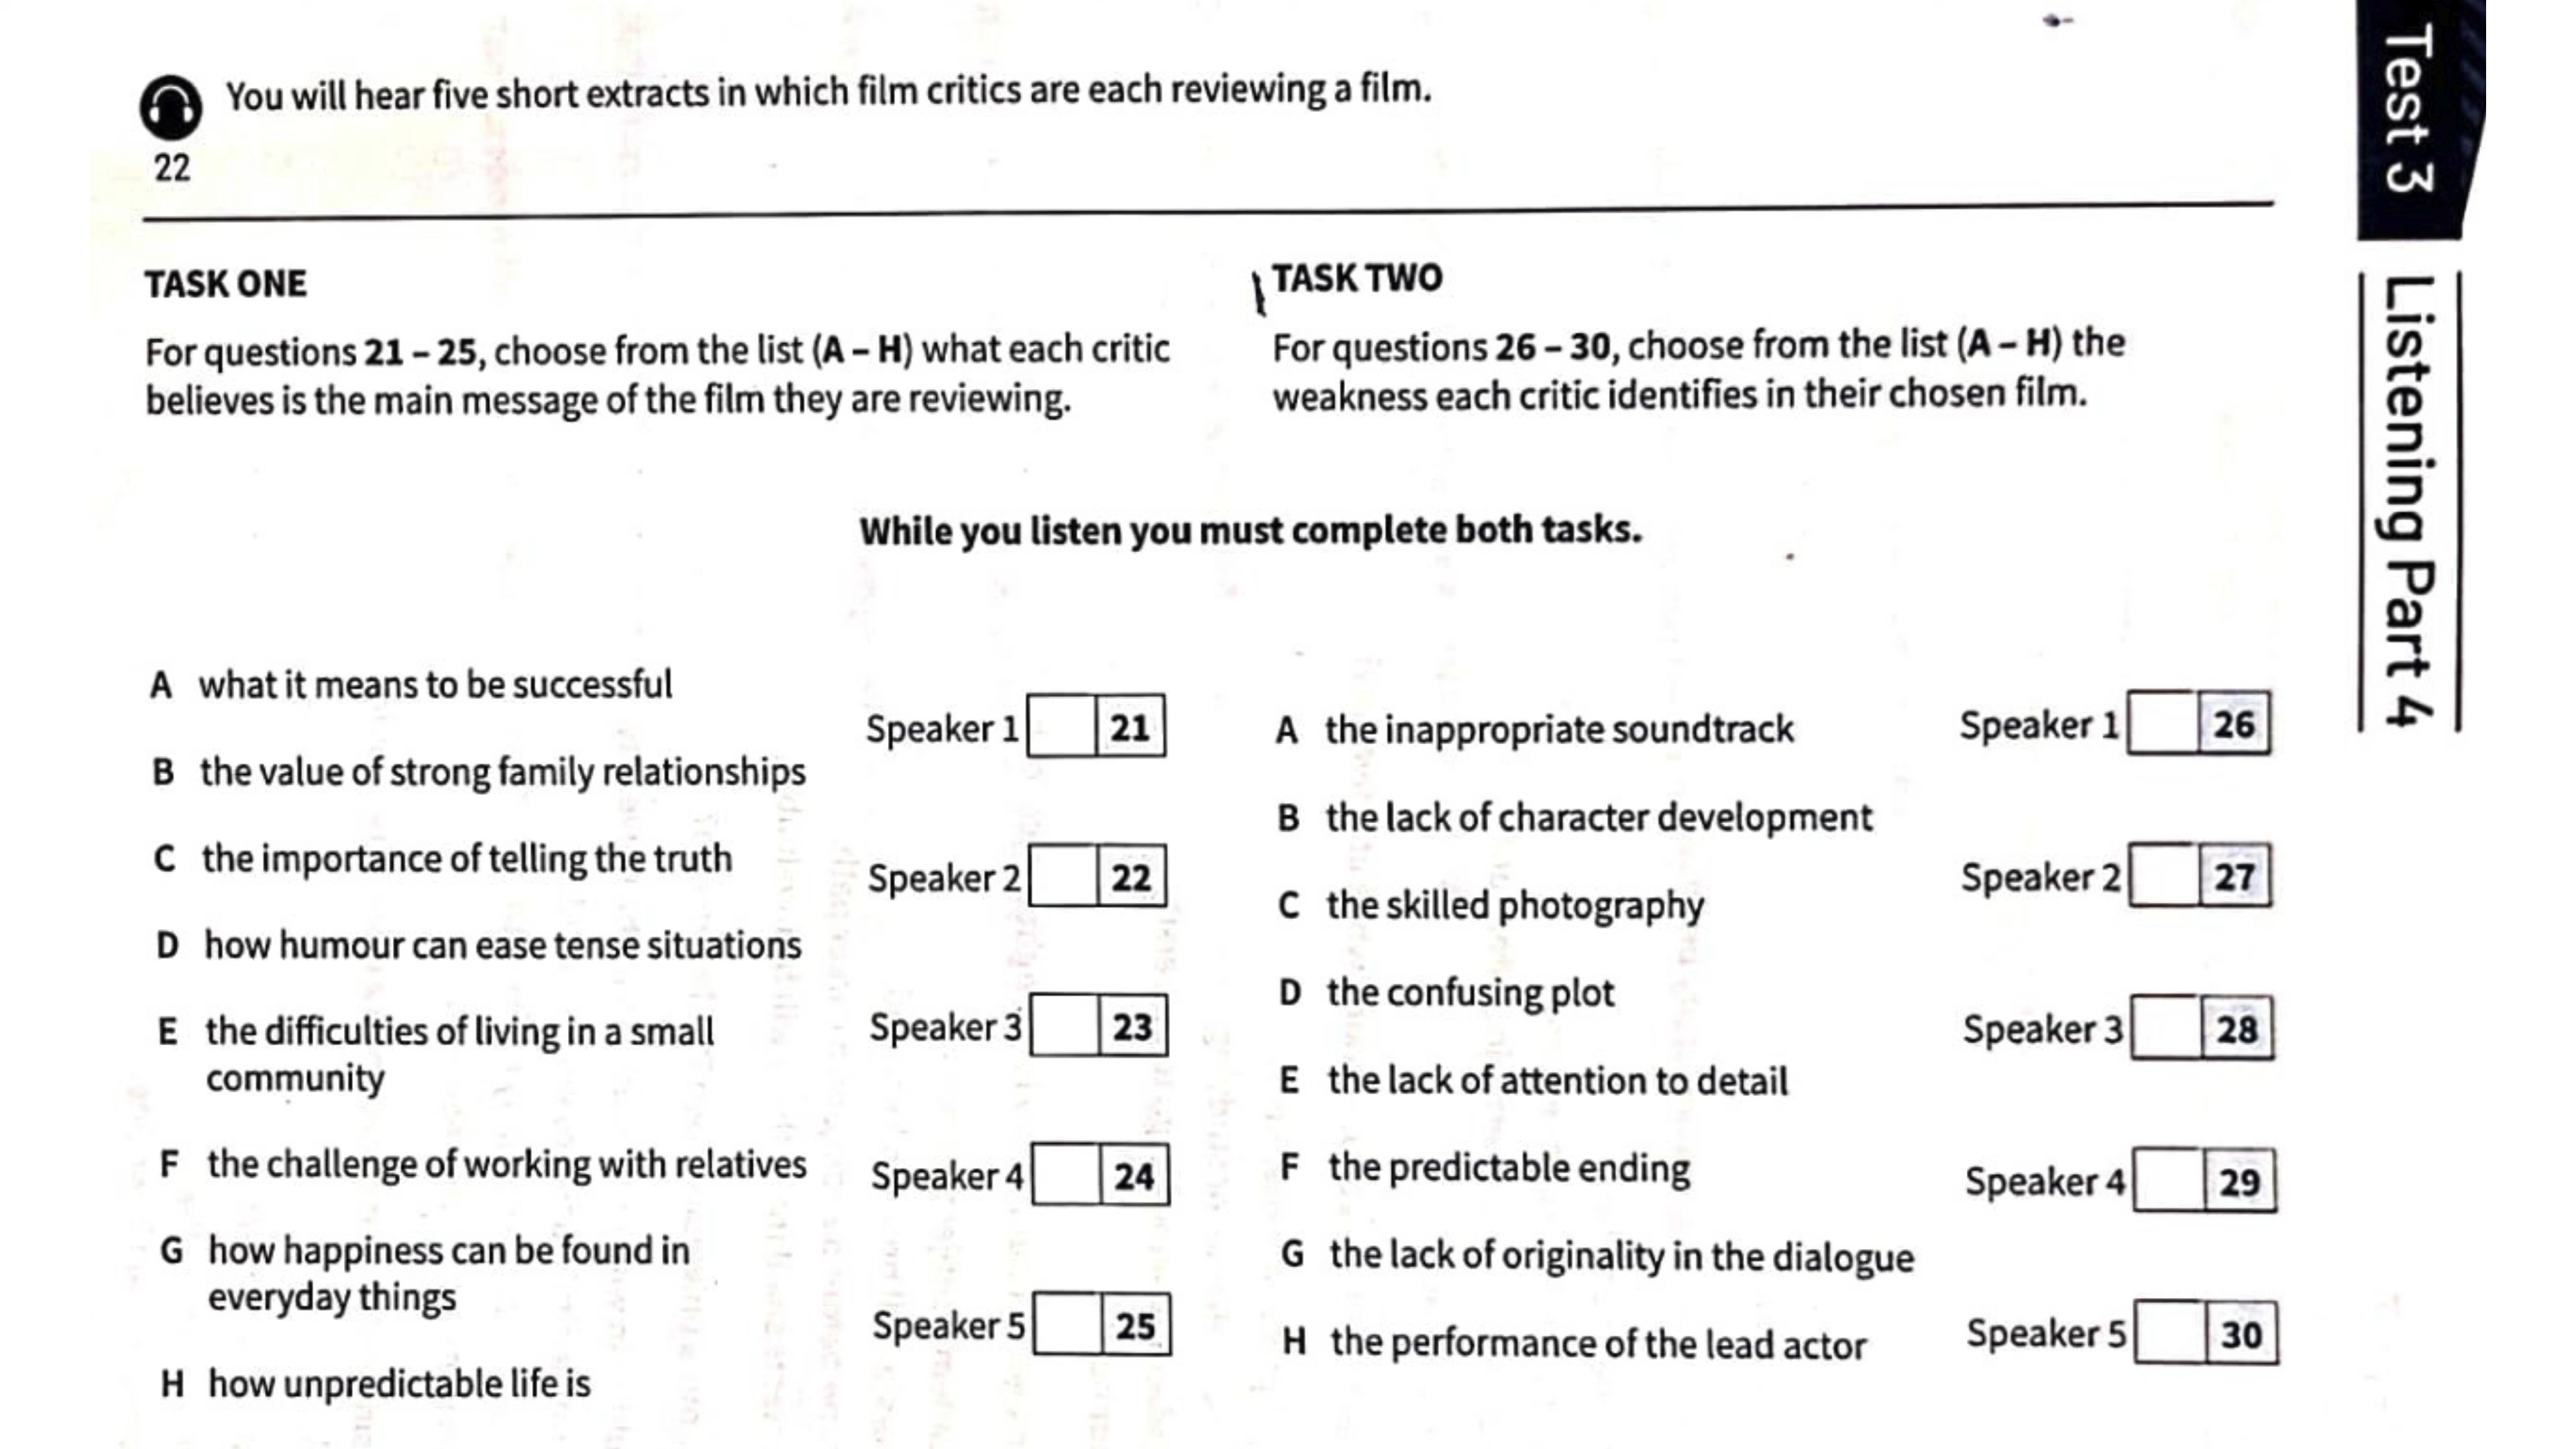 You will hear five short extracts in which film critics are each reviewing a film.
22
TASK ONE
For questions 21 – 25, choose from the list (A – H) what each critic
believes is the main message of the film they are reviewing.
TASK TWO
For questions 26 – 30, choose from the list (A – H) the
weakness each critic identifies in their chosen film.
While you listen you must complete both tasks.
A what it means to be successful
B the value of strong family relationships
C the importance of telling the truth
D how humour can ease tense situations
E the difficulties of living in a small
community
F the challenge of working with relatives
G how happiness can be found in
everyday things
H how unpredictable life is
Speaker 1 21
Speaker 2 22
Speaker 3 23
Speaker 4 24
Speaker 5 25
A the inappropriate soundtrack
B the lack of character development
C the skilled photography
D the confusing plot
E the lack of attention to detail
F the predictable ending
G the lack of originality in the dialogue
H the performance of the lead actor
Speaker 1 26
Speaker 2 27
Speaker 3 28
Speaker 4 29
Speaker 5 30
Test 3
Listening Part 4